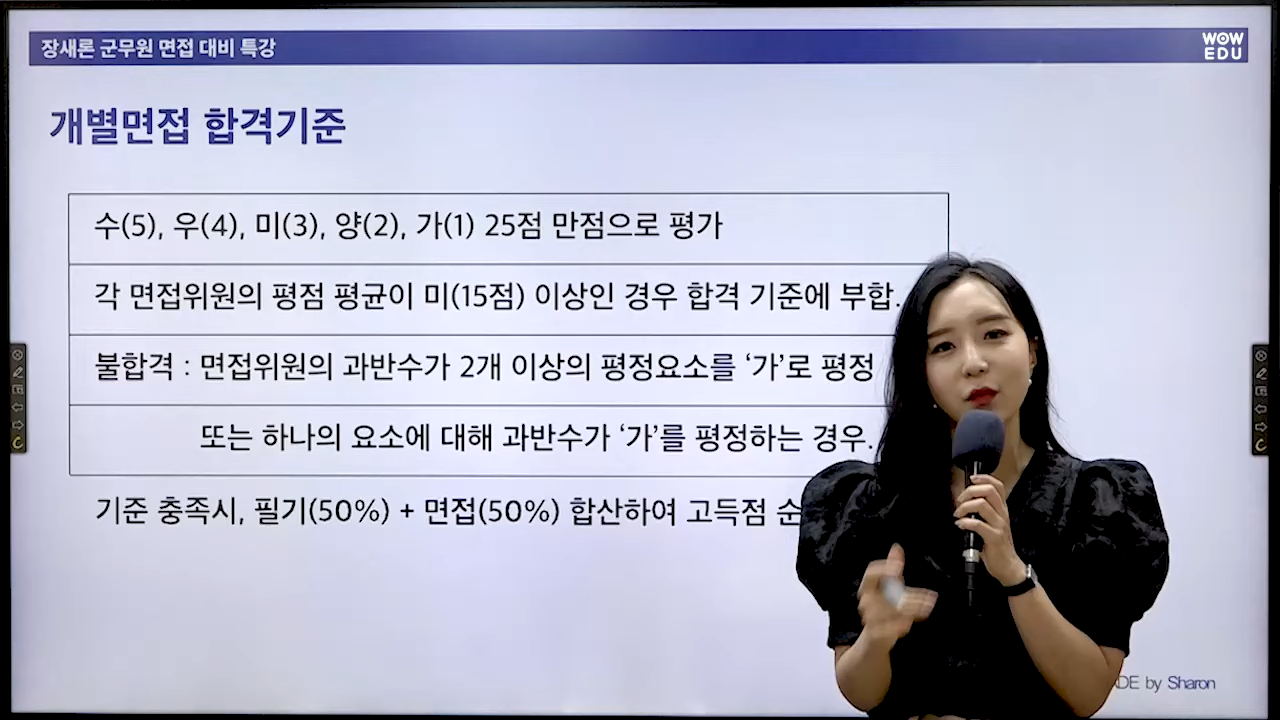 장새론 군무원 면접 대비 특강
WOW
EDU
개별면접 합격기준
수(5), 우(4), 미(3), 양(2), 가(1) 25점 만점으로 평가
각 면접위원의 평점 평균이 미(15점) 이상인 경우 합격 기준에 부합.
불합격 : 면접위원의 과반수가 2개 이상의 평정요소를 ‘가’로 평정
또는 하나의 요소에 대해 과반수가 ‘가’를 평정하는 경우.
기준 충족시, 필기(50%) + 면접(50%) 합산하여 고득점 순
by Sharon